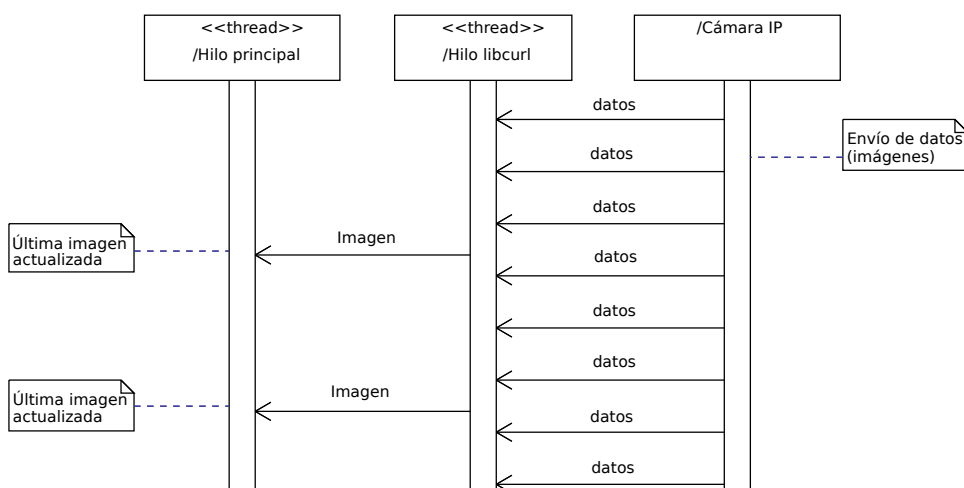 <<thread>>
/Hilo principal
<<thread>>
/Hilo libcurl
/Cámara IP
datos
Envío de datos
(imágenes)
datos
datos
Última imagen
actualizada
Imagen
datos
datos
datos
Última imagen
actualizada
Imagen
datos
datos